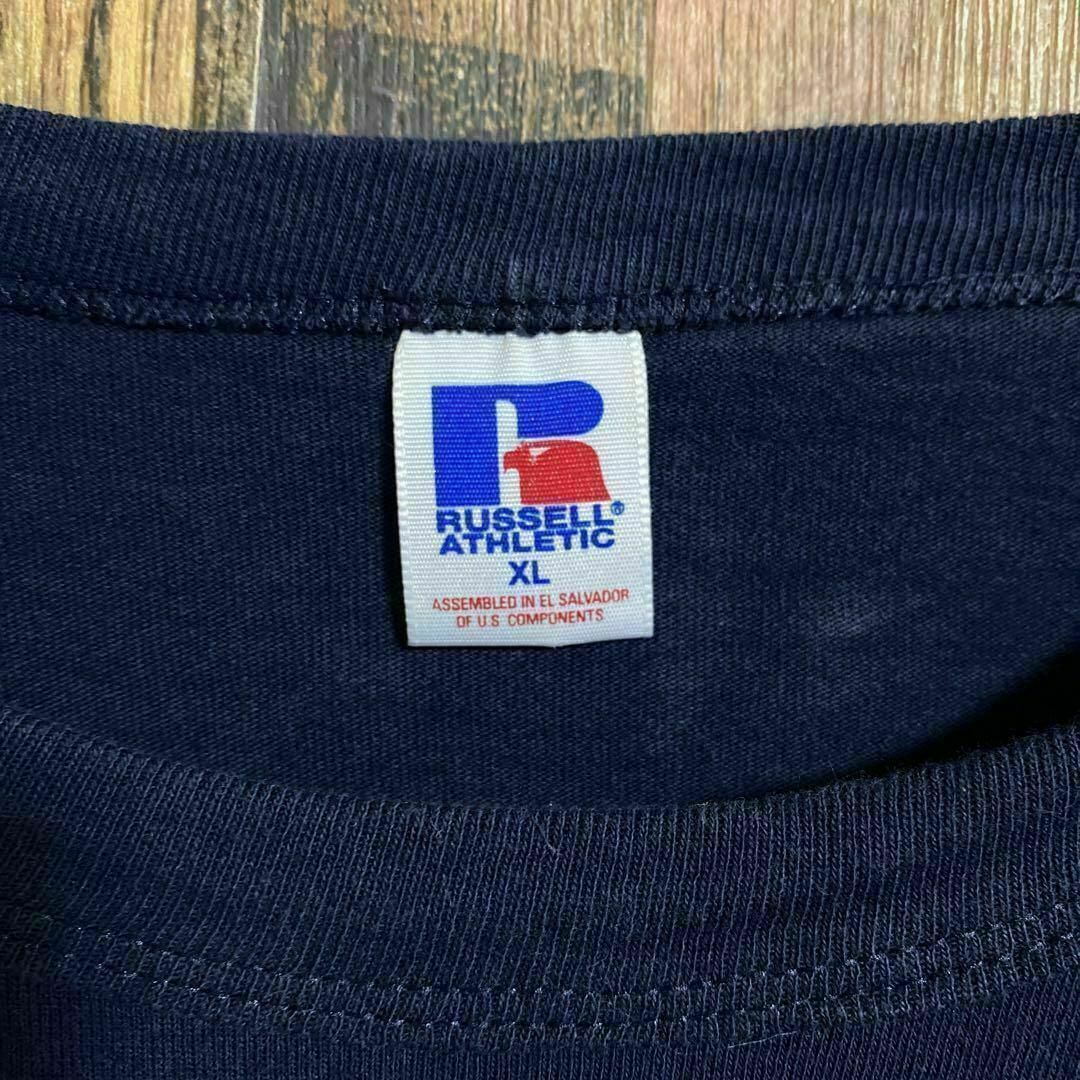 RUSSELL®
ATHLETIC
XL
ASSEMBLED IN EL SALVADOR
OF U.S COMPONENTS